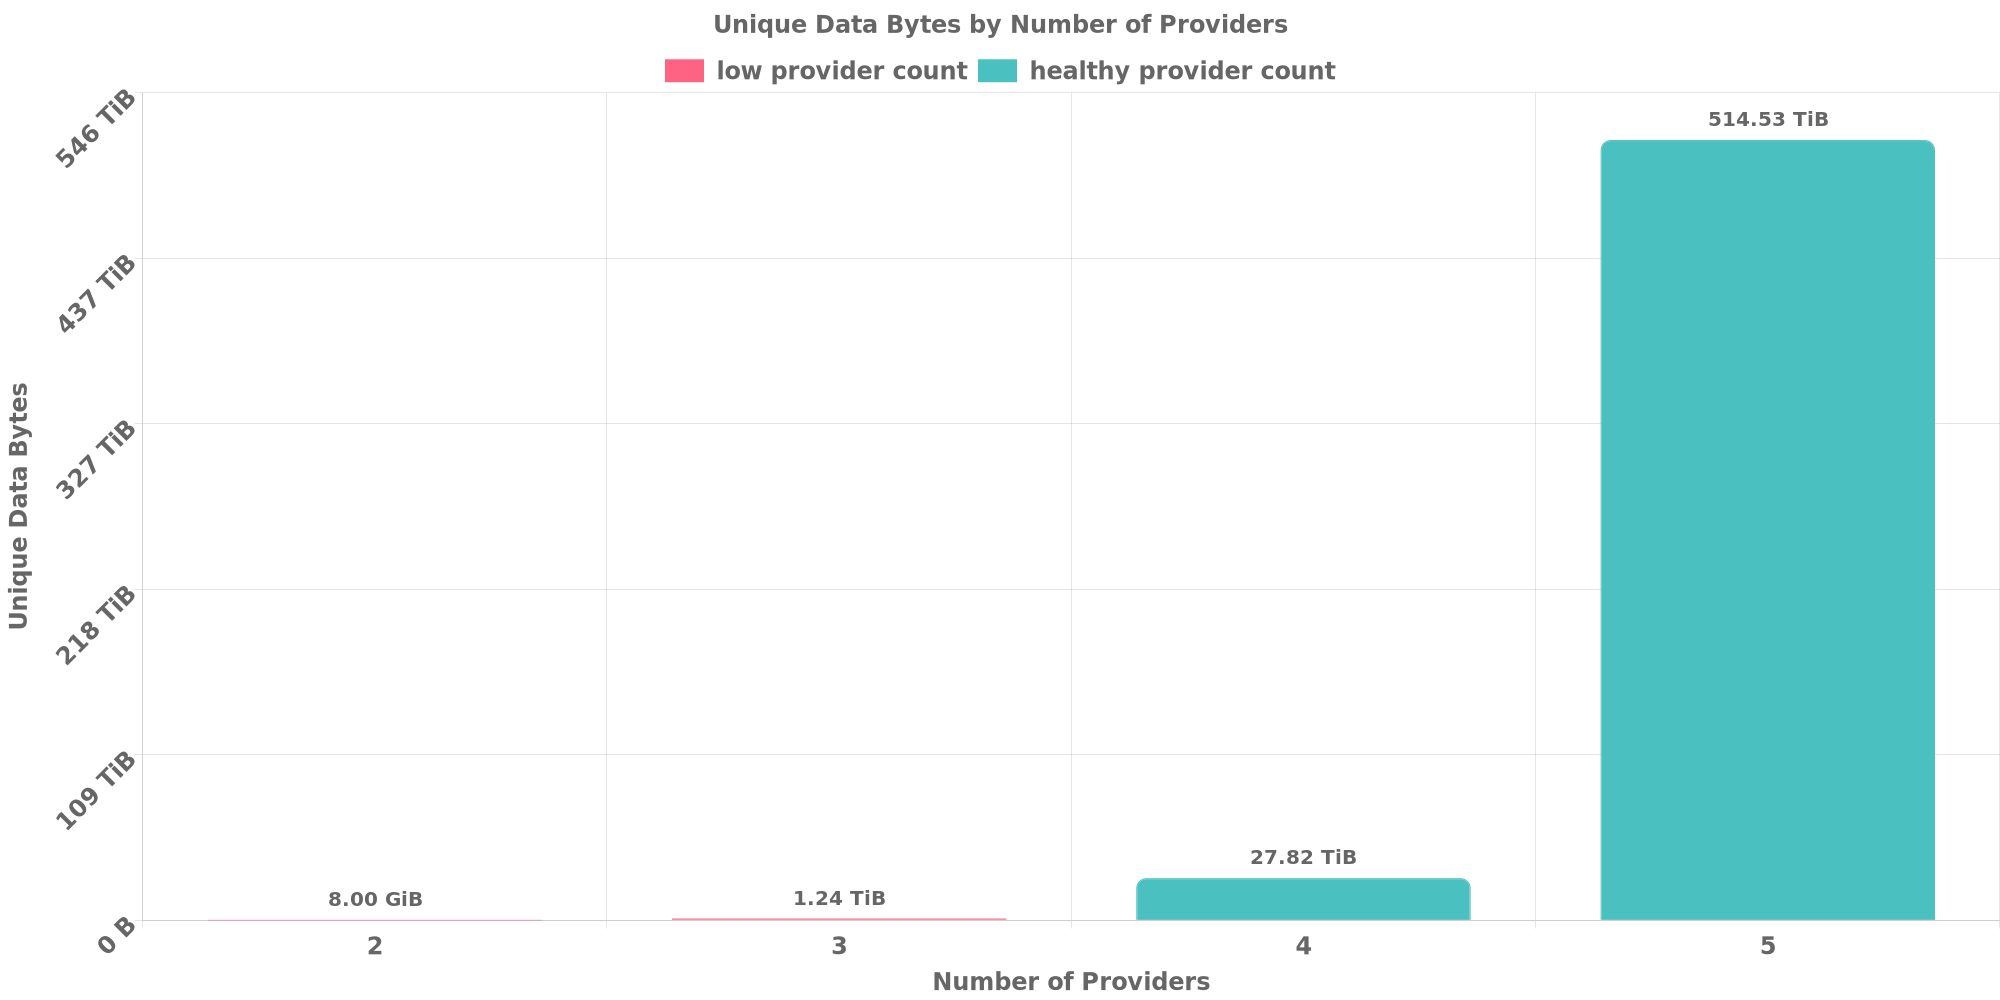 Unique Data Bytes by Number of Providers
low provider count
healthy provider count
546 TiB
437 TiB
327 TiB
218 TiB
109 TiB
0 B
Unique Data Bytes
8.00 GiB
1.24 TiB
27.82 TiB
514.53 TiB
2
3
4
5
Number of Providers